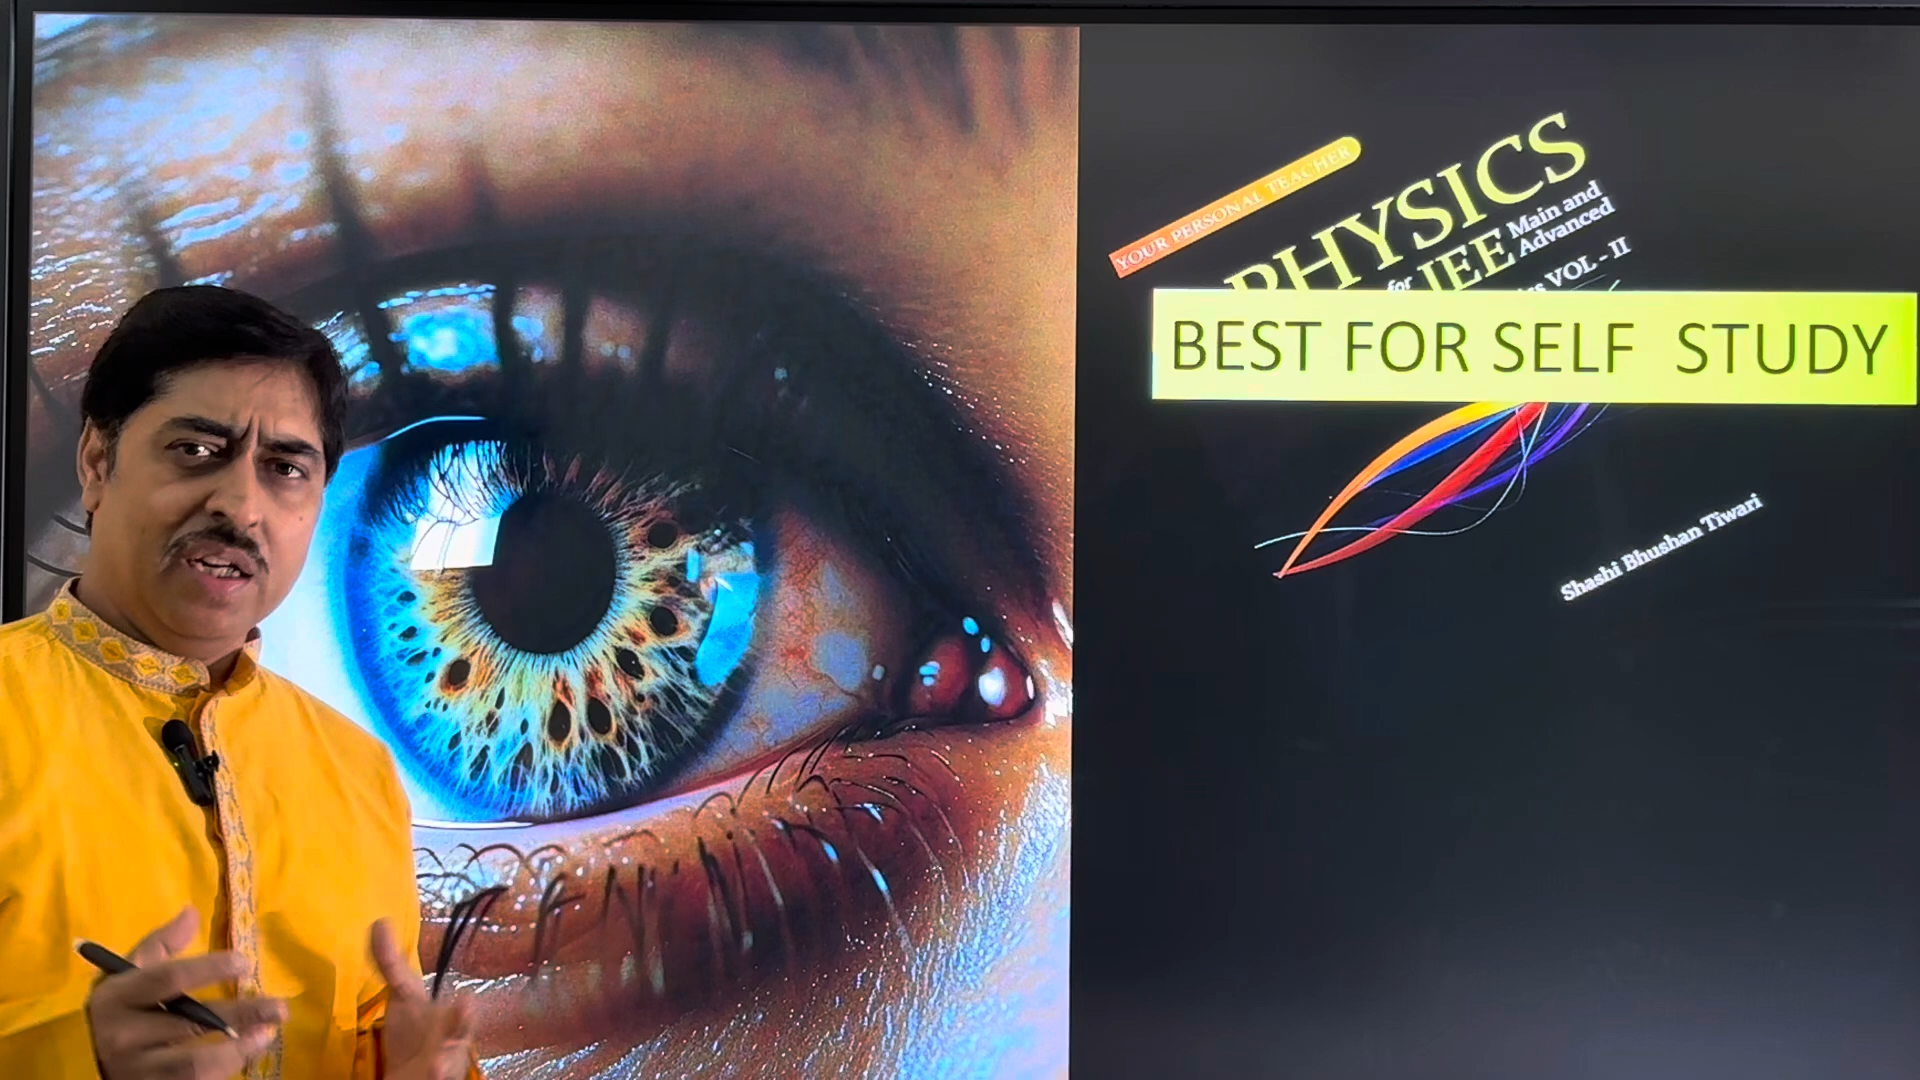 YOUR PERSONAL TEACHER
PHYSICS
for JEE Main and Advanced
VOL - II
BEST FOR SELF STUDY
Shashi Bhushan Tiwari